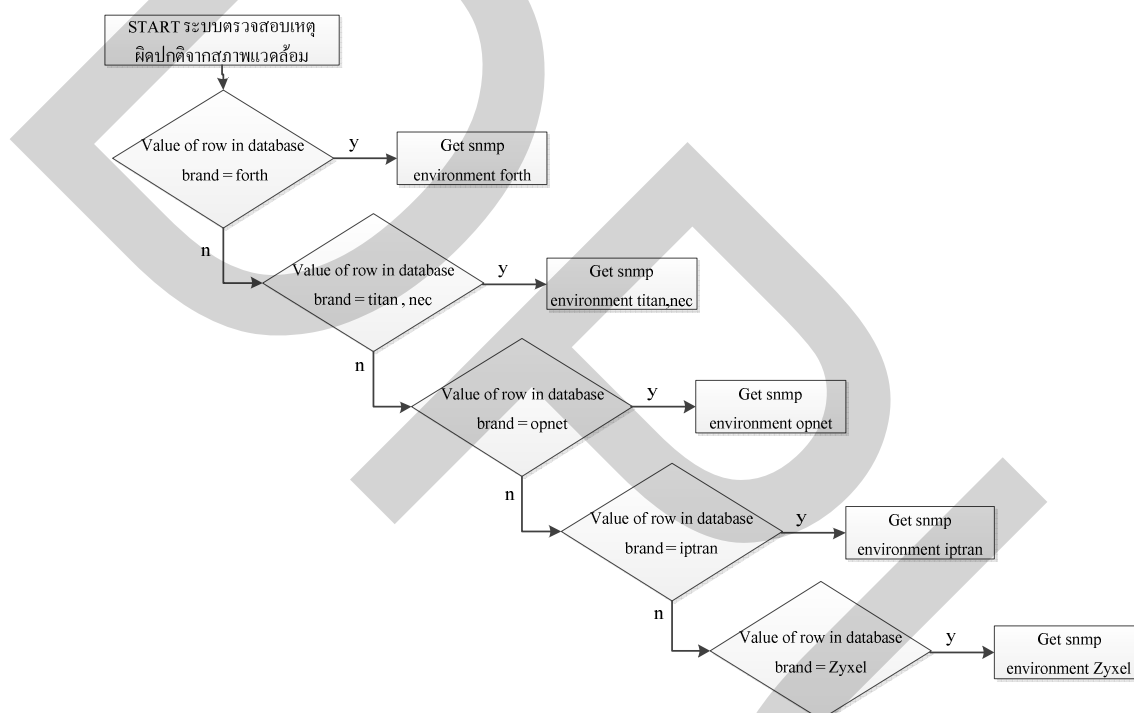 START ระบบตรวจสอบเหตุ
ผิดปกติจากสภาพแวดล้อม
Value of row in database
brand = forth
y
Get snmp
environment forth
n
Value of row in database
brand = titan , nec
y
Get snmp
environment titan,nec
n
Value of row in database
brand = opnet
y
Get snmp
environment opnet
n
Value of row in database
brand = iptran
y
Get snmp
environment iptran
n
Value of row in database
brand = Zyxel
y
Get snmp
environment Zyxel